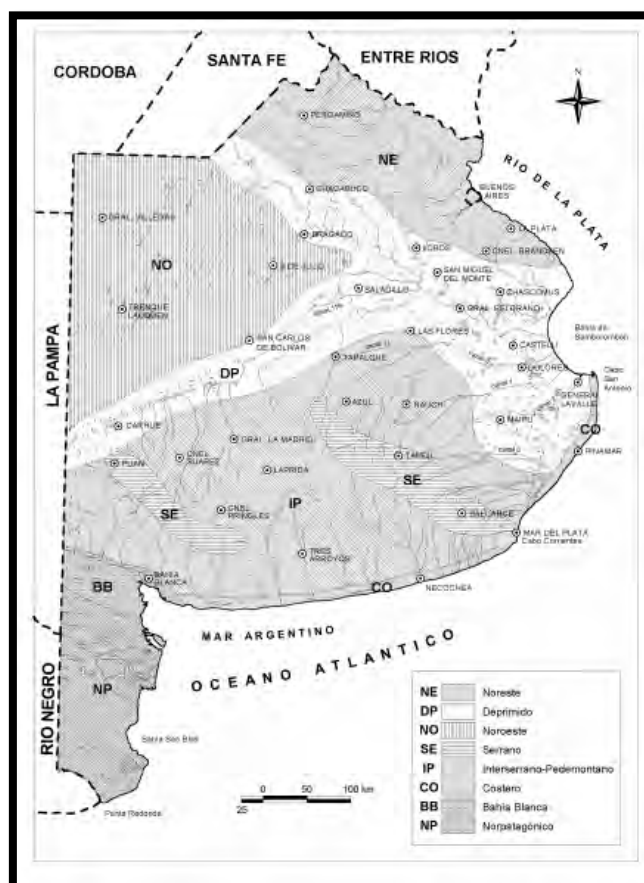 CORDOBA
SANTA FE
ENTRE RIOS
N
PERGAMINO
NE
RIO DE LA PLATA
CHACABUCO
BUENOS
AIRES
GRAL. VILLEGAS
LA PLATA
BRAGADO
LOBOS
CNEL. BRANDSEN
NO
9 DE JULIO
SAN MIGUEL
DEL MONTE
SALADILLO
CHASCOMUS
TRENQUE
LAUQUEN
GRAL. BELGRANO
LA PAMPA
SAN CARLOS
DE BOLIVAR
LAS FLORES
Bahía de
Samborombón
CASTELLI
DP
TAPALQUE
DOLORES
Cabo
San
Antonio
GENERAL
LAVALLE
AZUL
RAUCH
MAIPU
CO
CARHUE
GRAL. LA MADRID
PINAMAR
PUAN
CNEL.
SUAREZ
LAPRIDA
TANDIL
SE
SE
CNEL.
PRINGLES
IP
BALCARCE
MAR DEL PLATA
Cabo Corrientes
TRES
ARROYOS
BAHIA
BLANCA
BB
CO
NECOCHEA
MAR ARGENTINO
OCEANO ATLANTICO
RIO NEGRO
NP
Bahía San Blas
Punta Redonda
25 0 50 100 km
NE Noreste
DP Deprimido
NO Noroeste
SE Serrano
IP Interserrano-Pedemontano
CO Costero
BB Bahía Blanca
NP Norpatagónico